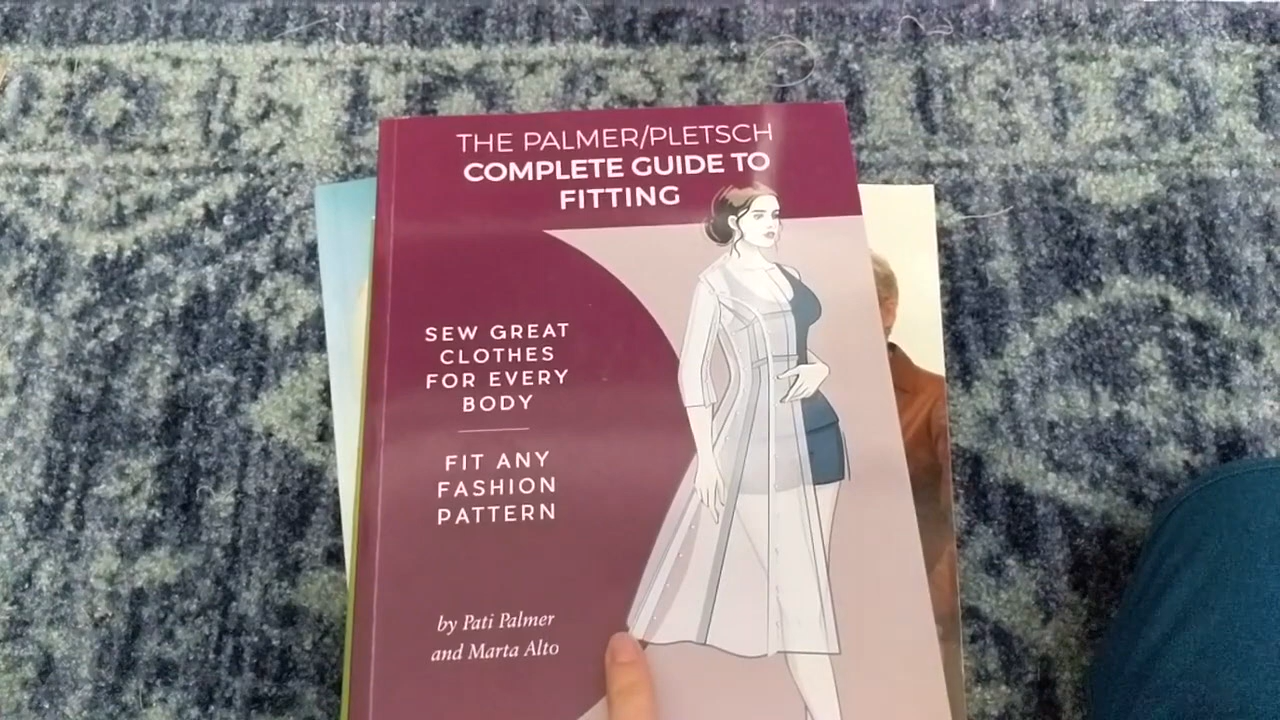 THE PALMER/PLETSCH
COMPLETE GUIDE TO
FITTING
SEW GREAT
CLOTHES
FOR EVERY
BODY
FIT ANY
FASHION
PATTERN
by Pati Palmer
and Marta Alto